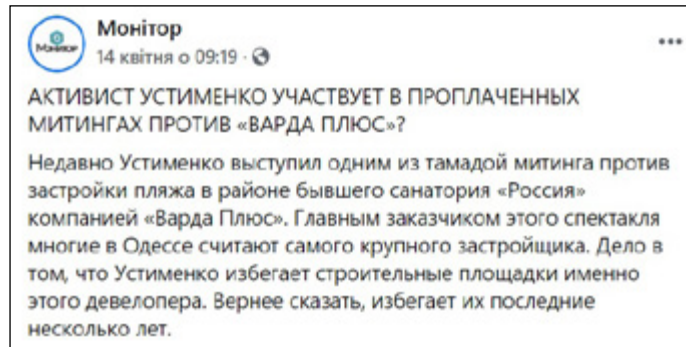 Монітор
14 квітня о 09:19 ·
АКТИВИСТ УСТИМЕНКО УЧАСТВУЕТ В ПРОПЛАЧЕННЫХ
МИТИНГАХ ПРОТИВ «ВАРДА ПЛЮС»?
Недавно Устименко выступил одним из тамадой митинга против
застройки пляжа в районе бывшего санатория «Россия»
компанией «Варда Плюс». Главным заказчиком этого спектакля
многие в Одессе считают самого крупного застройщика. Дело в
том, что Устименко избегает строительные площадки именно
этого девелопера. Вернее сказать, избегает их последние
несколько лет.